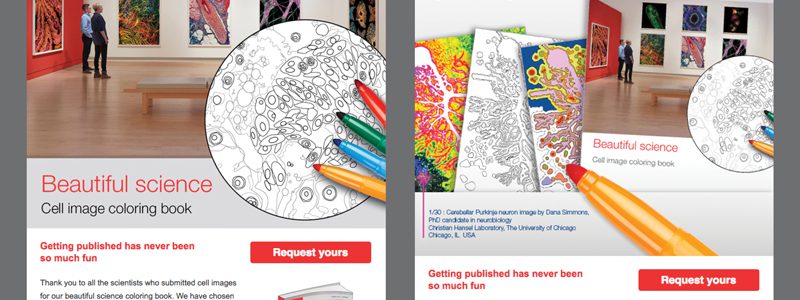 Beautiful science
Cell image coloring book
Getting published has never been
so much fun
Request yours
Thank you to all the scientists who submitted cell images
for our beautiful science coloring book. We have chosen
Beautiful science
Cell image coloring book
1/30 : Cerebellar Purkinje neuron image by Dana Simmons,
PhD candidate in neurobiology
Christian Hansel Laboratory, The University of Chicago
Chicago, IL USA
Getting published has never been
so much fun
Request yours